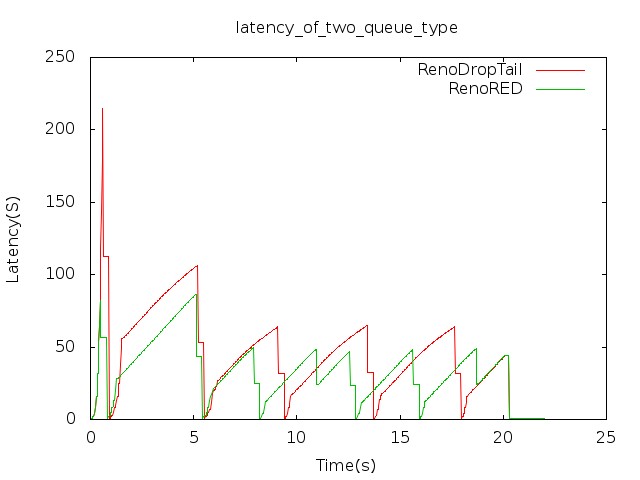 latency_of_two_queue_type
250
200
150
100
50
0
Latency(S)
RenoDropTail
RenoRED
0 5 10 15 20 25
Time(s)